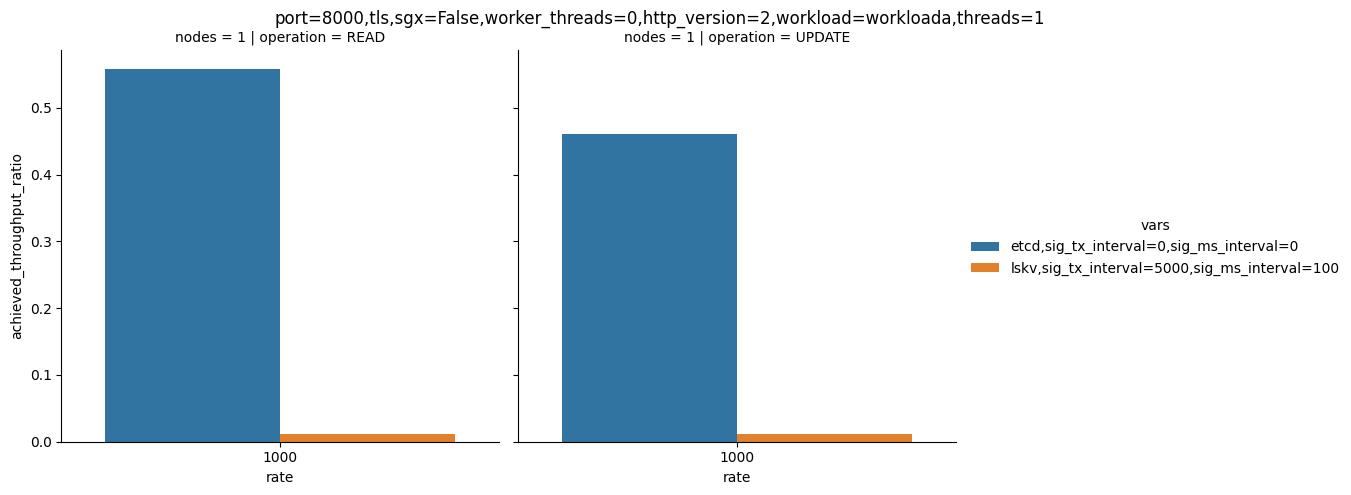 port=8000,tls,sgx=False,worker_threads=0,http_version=2,workload=workloada,threads=1
nodes = 1 | operation = READ
nodes = 1 | operation = UPDATE
achieved_throughput_ratio
0.5
0.4
0.3
0.2
0.1
0.0
1000
rate
1000
rate
vars
etcd,sig_tx_interval=0,sig_ms_interval=0
lskv,sig_tx_interval=5000,sig_ms_interval=100